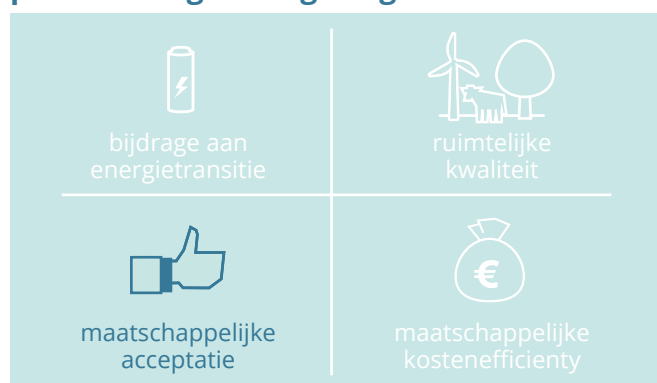 bijdrage aan
energietransitie
ruimtelijke
kwaliteit
€
maatschappelijke
acceptatie
maatschappelijke
kostenefficienty